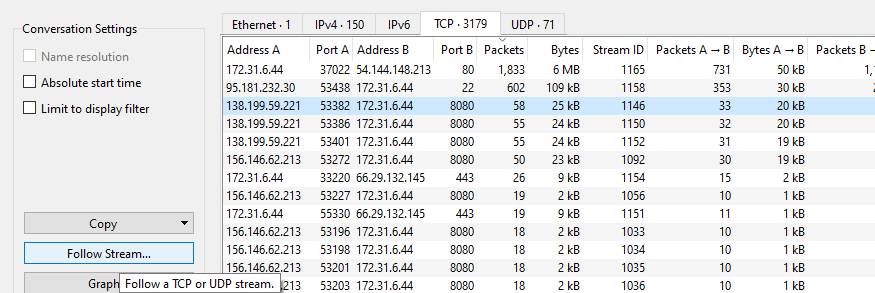 Conversation Settings
Name resolution
Absolute start time
Limit to display filter
Copy
Follow Stream...
Graph
Follow a TCP or UDP stream.
Ethernet · 1 IPv4 · 150 IPv6 TCP · 3179 UDP · 71
Address A Port A Address B Port B Packets Bytes Stream ID Packets A → B Bytes A → B Packets B
172.31.6.44 37022 54.144.148.213 80 1,833 6 MB 1165 731 50 kB 1,
95.181.232.30 53438 172.31.6.44 22 602 109 kB 1158 353 30 kB
138.199.59.221 53382 172.31.6.44 8080 58 25 kB 1146 33 20 kB
138.199.59.221 53386 172.31.6.44 8080 55 24 kB 1150 32 20 kB
138.199.59.221 53401 172.31.6.44 8080 55 24 kB 1152 31 19 kB
156.146.62.213 53272 172.31.6.44 8080 50 23 kB 1092 30 19 kB
172.31.6.44 33220 66.29.132.145 443 26 9 kB 1154 15 2 kB
156.146.62.213 53227 172.31.6.44 8080 19 2 kB 1056 10 1 kB
172.31.6.44 55330 66.29.132.145 443 19 9 kB 1151 11 1 kB
156.146.62.213 53196 172.31.6.44 8080 18 2 kB 1033 10 1 kB
156.146.62.213 53198 172.31.6.44 8080 18 2 kB 1034 10 1 kB
156.146.62.213 53201 172.31.6.44 8080 18 2 kB 1035 10 1 kB
156.146.62.213 53203 172.31.6.44 8080 18 2 kB 1036 10 1 kB